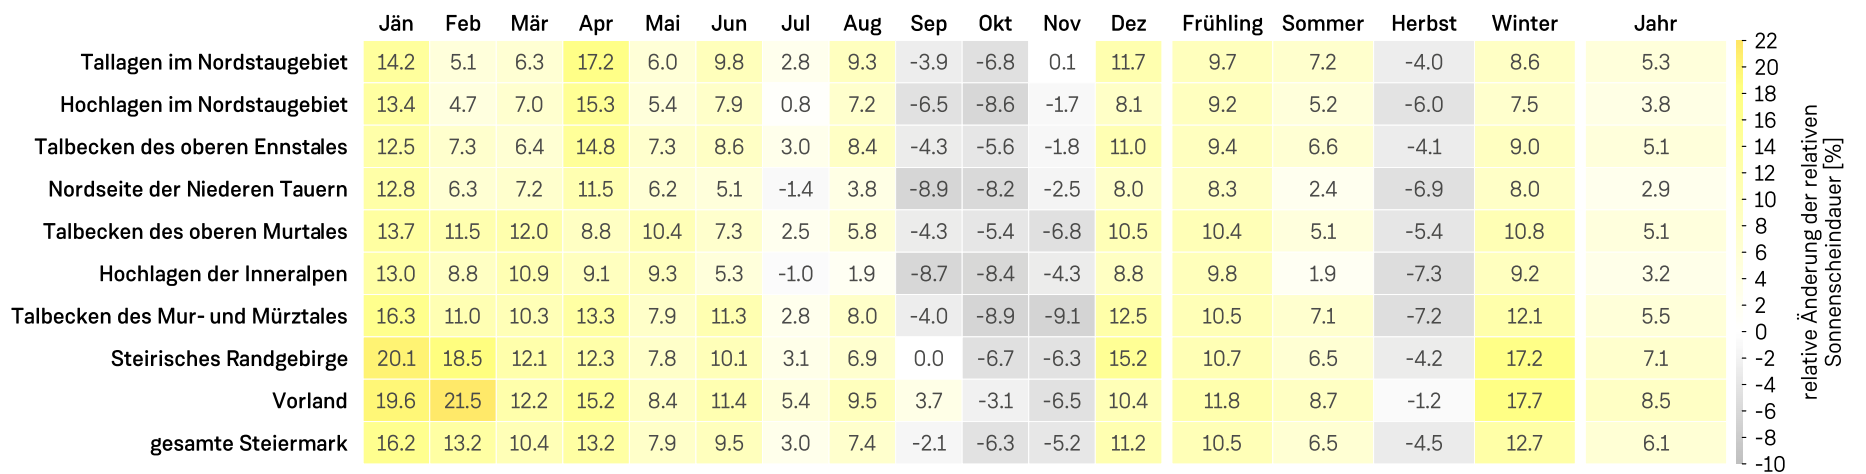 Jän Feb Mär Apr Mai Jun Jul Aug Sep Okt Nov Dez Frühling Sommer Herbst Winter Jahr
Tallagen im Nordstaugebiet 14.2 5.1 6.3 17.2 6.0 9.8 2.8 9.3 -3.9 -6.8 0.1 11.7 9.7 7.2 -4.0 8.6 5.3
Hochlagen im Nordstaugebiet 13.4 4.7 7.0 15.3 5.4 7.9 0.8 7.2 -6.5 -8.6 -1.7 8.1 9.2 5.2 -6.0 7.5 3.8
Talbecken des oberen Ennstales 12.5 7.3 6.4 14.8 7.3 8.6 3.0 8.4 -4.3 -5.6 -1.8 11.0 9.4 6.6 -4.1 9.0 5.1
Nordseite der Niederen Tauern 12.8 6.3 7.2 11.5 6.2 5.1 -1.4 3.8 -8.9 -8.2 -2.5 8.0 8.3 2.4 -6.9 8.0 2.9
Talbecken des oberen Murtales 13.7 11.5 12.0 8.8 10.4 7.3 2.5 5.8 -4.3 -5.4 -6.8 10.5 10.4 5.1 -5.4 10.8 5.1
Hochlagen der Inneralpen 13.0 8.8 10.9 9.1 9.3 5.3 -1.0 1.9 -8.7 -8.4 -4.3 8.8 9.8 1.9 -7.3 9.2 3.2
Talbecken des Mur- und Mürztales 16.3 11.0 10.3 13.3 7.9 11.3 2.8 8.0 -4.0 -8.9 -9.1 12.5 10.5 7.1 -7.2 12.1 5.5
Steirisches Randgebirge 20.1 18.5 12.1 12.3 7.8 10.1 3.1 6.9 0.0 -6.7 -6.3 15.2 10.7 6.5 -4.2 17.2 7.1
Vorland 19.6 21.5 12.2 15.2 8.4 11.4 5.4 9.5 3.7 -3.1 -6.5 10.4 11.8 8.7 -1.2 17.7 8.5
gesamte Steiermark 16.2 13.2 10.4 13.2 7.9 9.5 3.0 7.4 -2.1 -6.3 -5.2 11.2 10.5 6.5 -4.5 12.7 6.1
22
20
18
16
14
12
10
8
6
4
2
0
-2
-4
-6
-8
-10
relative Änderung der relativen
Sonnenscheindauer [%]